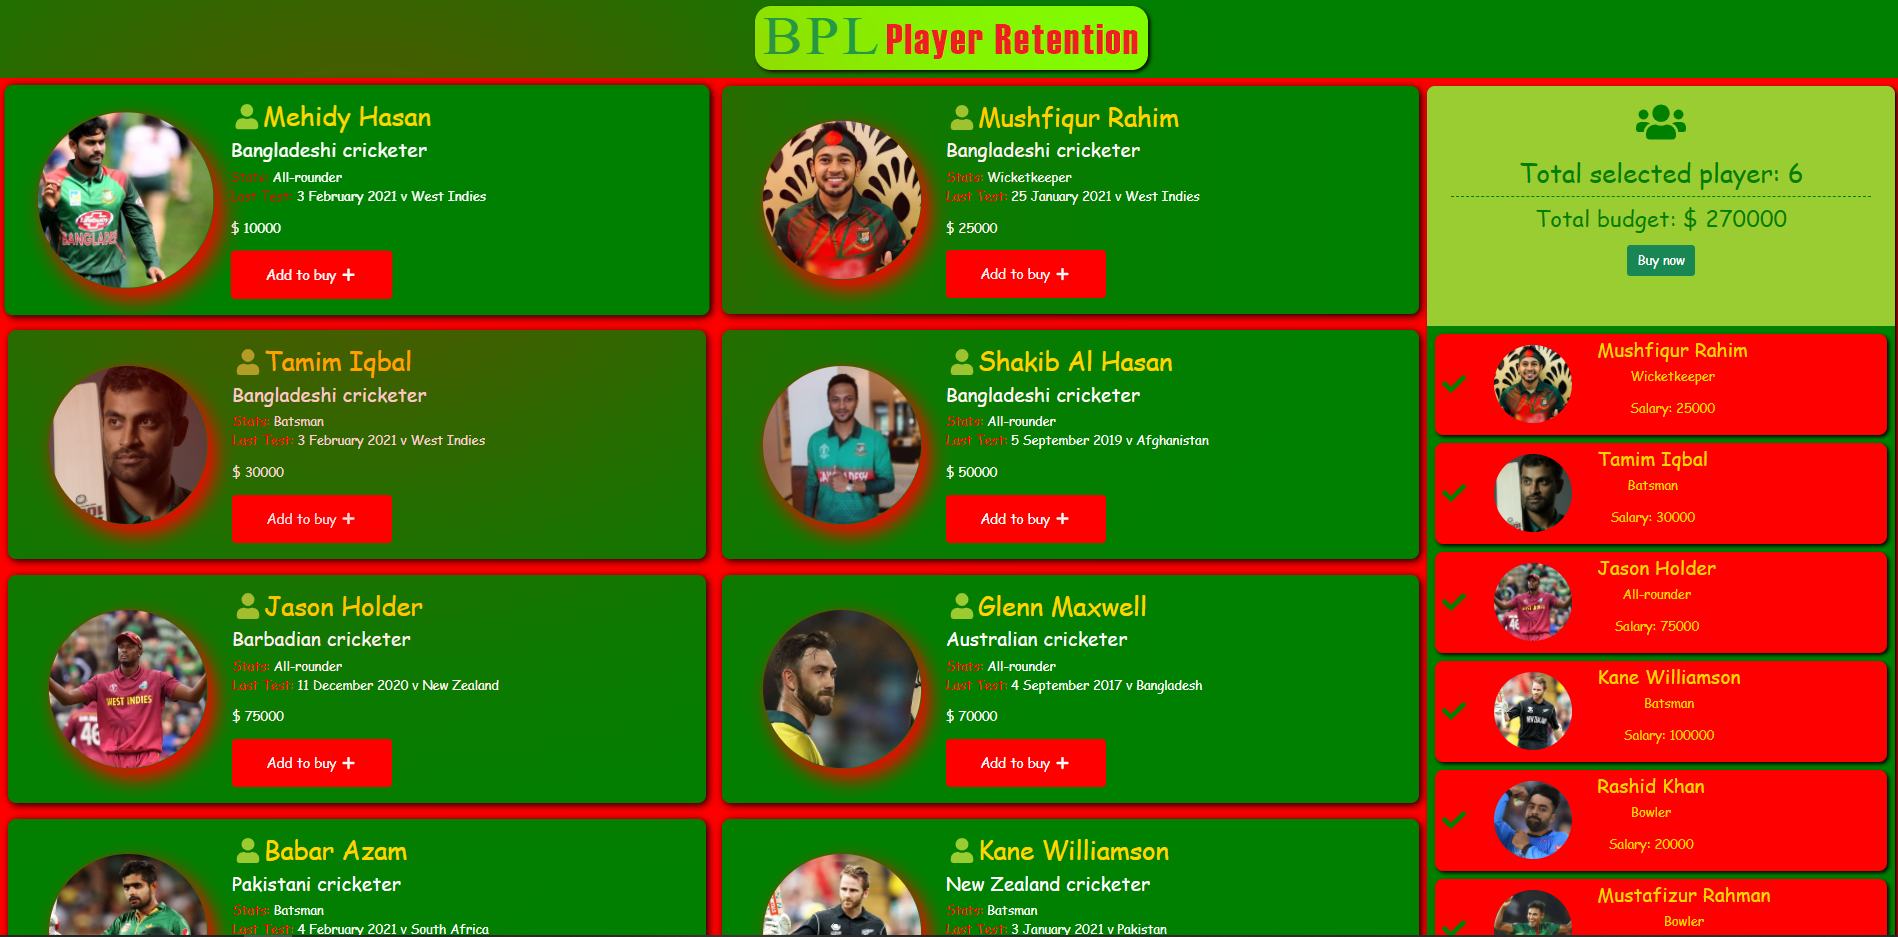 BPL Player Retention
Mehidy Hasan
Bangladeshi cricketer
Stats: All-rounder
Last Test: 3 February 2021 v West Indies
$ 10000
Add to buy +
Mushfiqur Rahim
Bangladeshi cricketer
Stats: Wicketkeeper
Last Test: 25 January 2021 v West Indies
$ 25000
Add to buy +
Tamim Iqbal
Bangladeshi cricketer
Stats: Batsman
Last Test: 3 February 2021 v West Indies
$ 30000
Add to buy +
Shakib Al Hasan
Bangladeshi cricketer
Stats: All-rounder
Last Test: 5 September 2019 v Afghanistan
$ 50000
Add to buy +
Jason Holder
Barbadian cricketer
Stats: All-rounder
Last Test: 11 December 2020 v New Zealand
$ 75000
Add to buy +
Glenn Maxwell
Australian cricketer
Stats: All-rounder
Last Test: 4 September 2017 v Bangladesh
$ 70000
Add to buy +
Babar Azam
Pakistani cricketer
Stats: Batsman
Last Test: 4 February 2021 v South Africa
Kane Williamson
New Zealand cricketer
Stats: Batsman
Last Test: 3 January 2021 v Pakistan
Total selected player: 6
Total budget: $ 270000
Buy now
Mushfiqur Rahim
Wicketkeeper
Salary: 25000
Tamim Iqbal
Batsman
Salary: 30000
Jason Holder
All-rounder
Salary: 75000
Kane Williamson
Batsman
Salary: 100000
Rashid Khan
Bowler
Salary: 20000
Mustafizur Rahman
Bowler